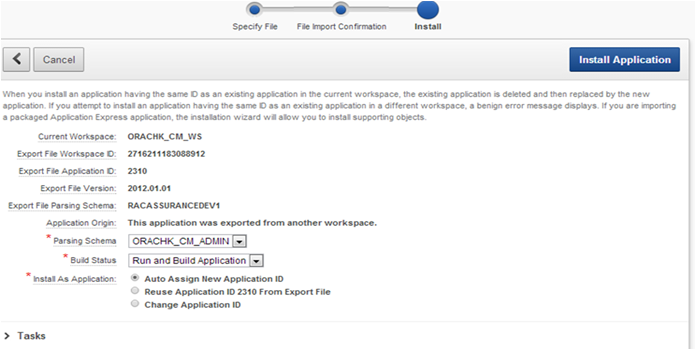 Specify File File Import Confirmation Install
Cancel Install Application
When you install an application having the same ID as an existing application in the current workspace, the existing application is deleted and then replaced by the new
application. If you attempt to install an application having the same ID as an existing application in a different workspace, a benign error message displays. If you are importing
a packaged Application Express application, the installation wizard will allow you to install supporting objects.
Current Workspace: ORACHK_CM_WS
Export File Workspace ID: 2716211183088912
Export File Application ID: 2310
Export File Version: 2012.01.01
Export File Parsing Schema: RACASSURANCEDEV1
Application Origin: This application was exported from another workspace.
* Parsing Schema ORACHK_CM_ADMIN
* Build Status Run and Build Application
* Install As Application: Auto Assign New Application ID
Reuse Application ID 2310 From Export File
Change Application ID
Tasks